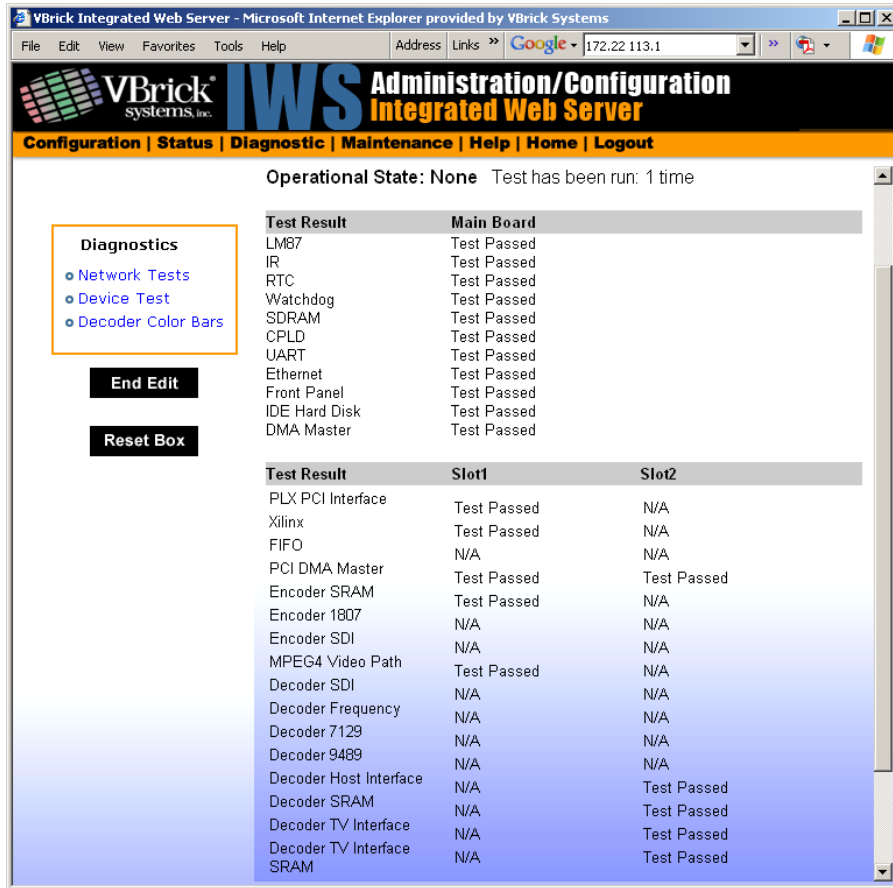 VBrick Integrated Web Server - Microsoft Internet Explorer provided by VBrick Systems
File Edit View Favorites Tools Help Address Links » Google 172.22 113.1 »
VBrick systems, inc. IWS Administration/Configuration
Integrated Web Server
Configuration | Status | Diagnostic | Maintenance | Help | Home | Logout
Operational State: None Test has been run: 1 time
Diagnostics
Network Tests
Device Test
Decoder Color Bars
End Edit
Reset Box
Test Result Main Board
LM87 Test Passed
IR Test Passed
RTC Test Passed
Watchdog Test Passed
SDRAM Test Passed
CPLD Test Passed
UART Test Passed
Ethernet Test Passed
Front Panel Test Passed
IDE Hard Disk Test Passed
DMA Master Test Passed
Test Result Slot1 Slot2
PLX PCI Interface Test Passed N/A
Xilinx Test Passed N/A
FIFO N/A N/A
PCI DMA Master Test Passed Test Passed
Encoder SRAM Test Passed N/A
Encoder 1807 N/A N/A
Encoder SDI N/A N/A
MPEG4 Video Path Test Passed N/A
Decoder SDI N/A N/A
Decoder Frequency N/A N/A
Decoder 7129 N/A N/A
Decoder 9489 N/A N/A
Decoder Host Interface N/A Test Passed
Decoder SRAM N/A Test Passed
Decoder TV Interface N/A Test Passed
Decoder TV Interface
SRAM N/A Test Passed